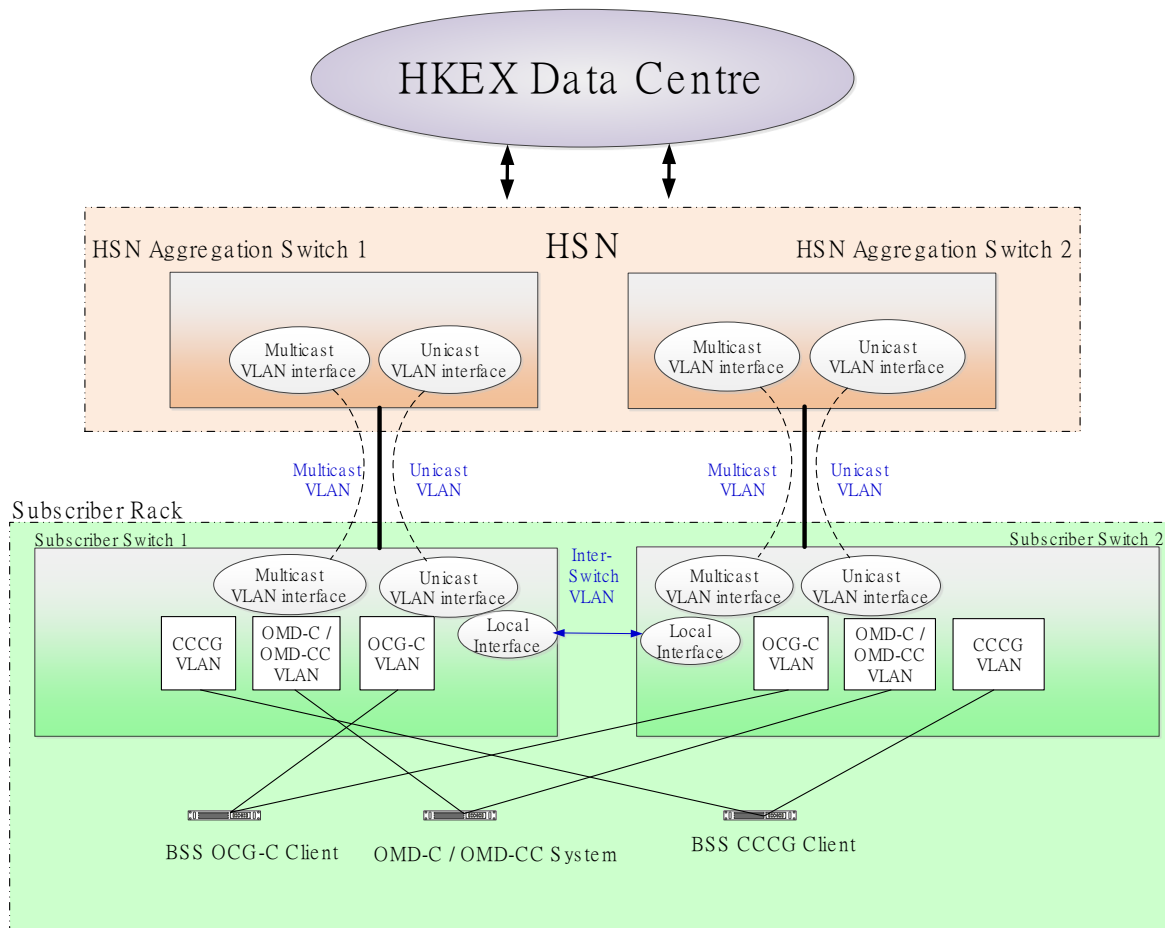 HKEX Data Centre
HSN Aggregation Switch 1
HSN
HSN Aggregation Switch 2
Multicast
VLAN interface
Unicast
VLAN interface
Multicast
VLAN interface
Unicast
VLAN interface
Multicast
VLAN
Unicast
VLAN
Multicast
VLAN
Unicast
VLAN
Subscriber Rack
Subscriber Switch 1
Subscriber Switch 2
Inter-
Switch
VLAN
Multicast
VLAN interface
Unicast
VLAN interface
Local
Interface
Multicast
VLAN interface
Unicast
VLAN interface
Local
Interface
CCCG
VLAN
OMD-C /
OMD-CC
VLAN
OCG-C
VLAN
OCG-C
VLAN
OMD-C /
OMD-CC
VLAN
CCCG
VLAN
BSS OCG-C Client
OMD-C / OMD-CC System
BSS CCCG Client